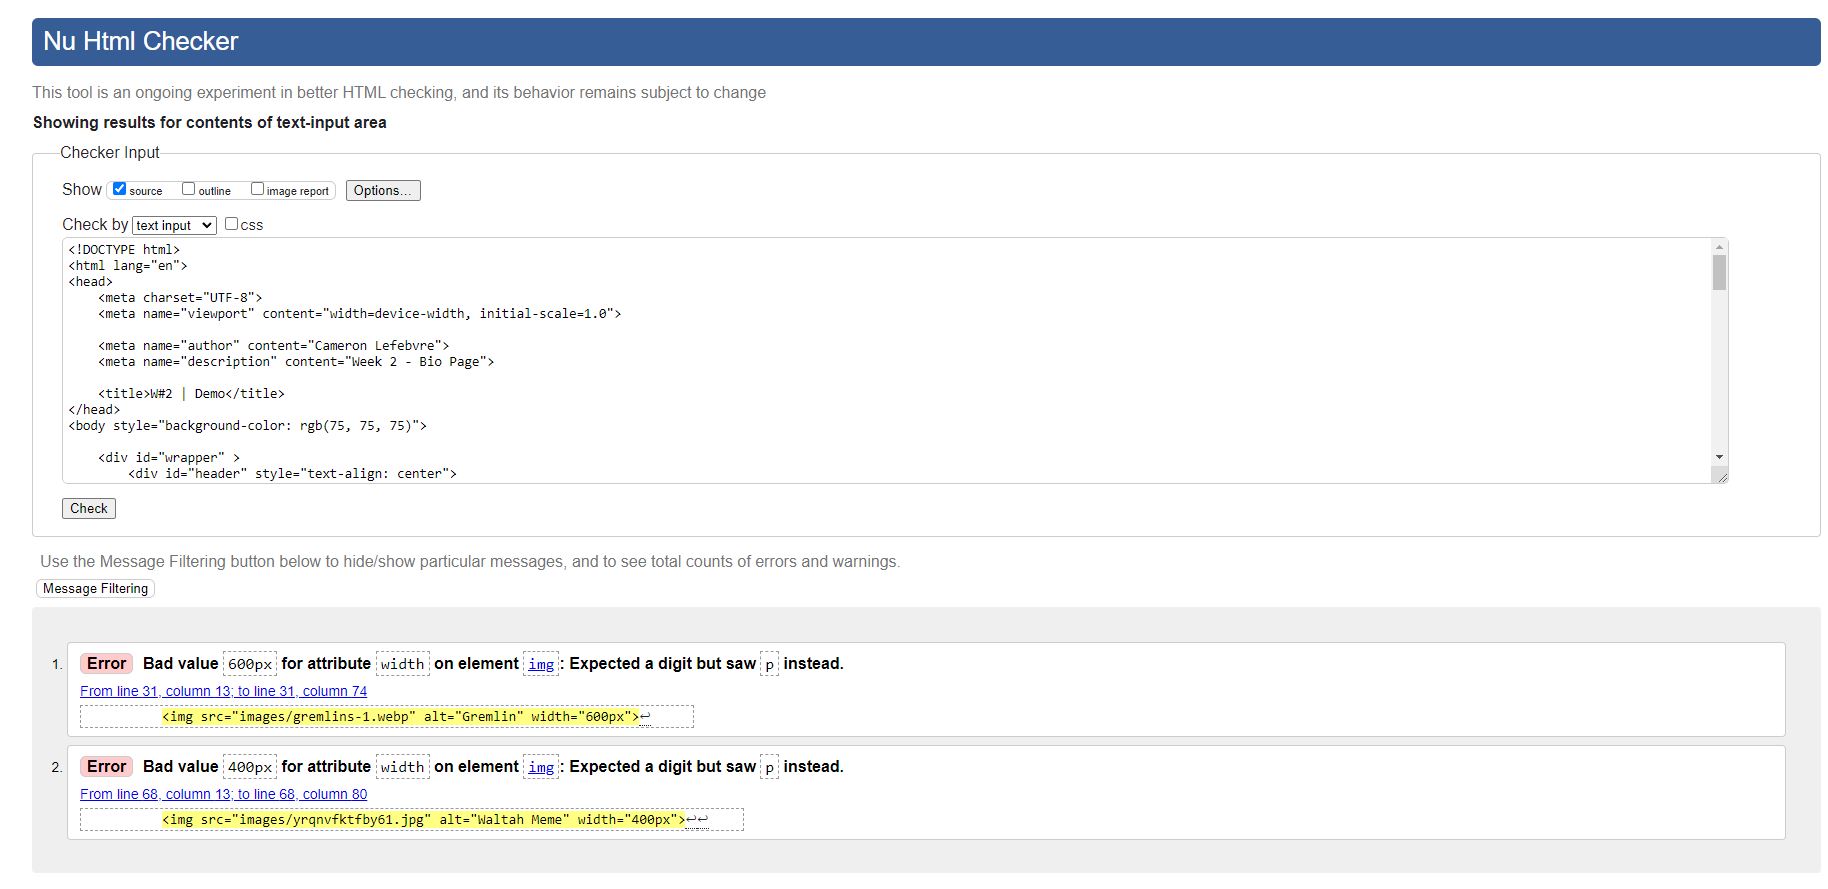 Nu Html Checker
This tool is an ongoing experiment in better HTML checking, and its behavior remains subject to change
Showing results for contents of text-input area
Checker Input
Show source outline image report Options...
Check by text input css
<!DOCTYPE html>
<html lang="en">
<head>
    <meta charset="UTF-8">
    <meta name="viewport" content="width=device-width, initial-scale=1.0">
    <meta name="author" content="Cameron Lefebvre">
    <meta name="description" content="Week 2 - Bio Page">
    <title>W#2 | Demo</title>
</head>
<body style="background-color: rgb(75, 75, 75)">
    <div id="wrapper" >
        <div id="header" style="text-align: center">
Check
Use the Message Filtering button below to hide/show particular messages, and to see total counts of errors and warnings.
Message Filtering
1. Error Bad value 600px for attribute width on element img: Expected a digit but saw p instead.
From line 31, column 13; to line 31, column 74
<img src="images/gremlins-1.webp" alt="Gremlin" width="600px">↩
2. Error Bad value 400px for attribute width on element img: Expected a digit but saw p instead.
From line 68, column 13; to line 68, column 80
<img src="images/yrqnvfktfby61.jpg" alt="Waltah Meme" width="400px">↩↩